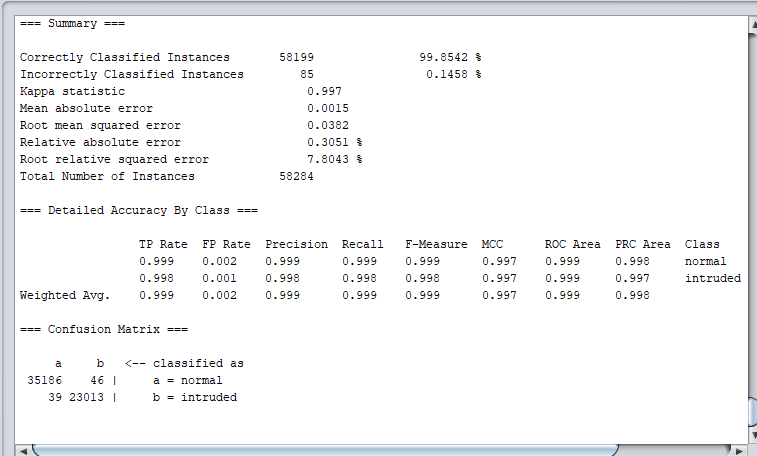 === Summary ===
Correctly Classified Instances 58199 99.8542 %
Incorrectly Classified Instances 85 0.1458 %
Kappa statistic 0.997
Mean absolute error 0.0015
Root mean squared error 0.0382
Relative absolute error 0.3051 %
Root relative squared error 7.8043 %
Total Number of Instances 58284
=== Detailed Accuracy By Class ===
TP Rate FP Rate Precision Recall F-Measure MCC ROC Area PRC Area Class
0.999 0.002 0.999 0.999 0.999 0.997 0.999 0.998 normal
0.998 0.001 0.998 0.998 0.998 0.997 0.999 0.997 intruded
Weighted Avg. 0.999 0.002 0.999 0.999 0.999 0.997 0.999 0.998
=== Confusion Matrix ===
a b <-- classified as
35186 46 | a = normal
39 23013 | b = intruded